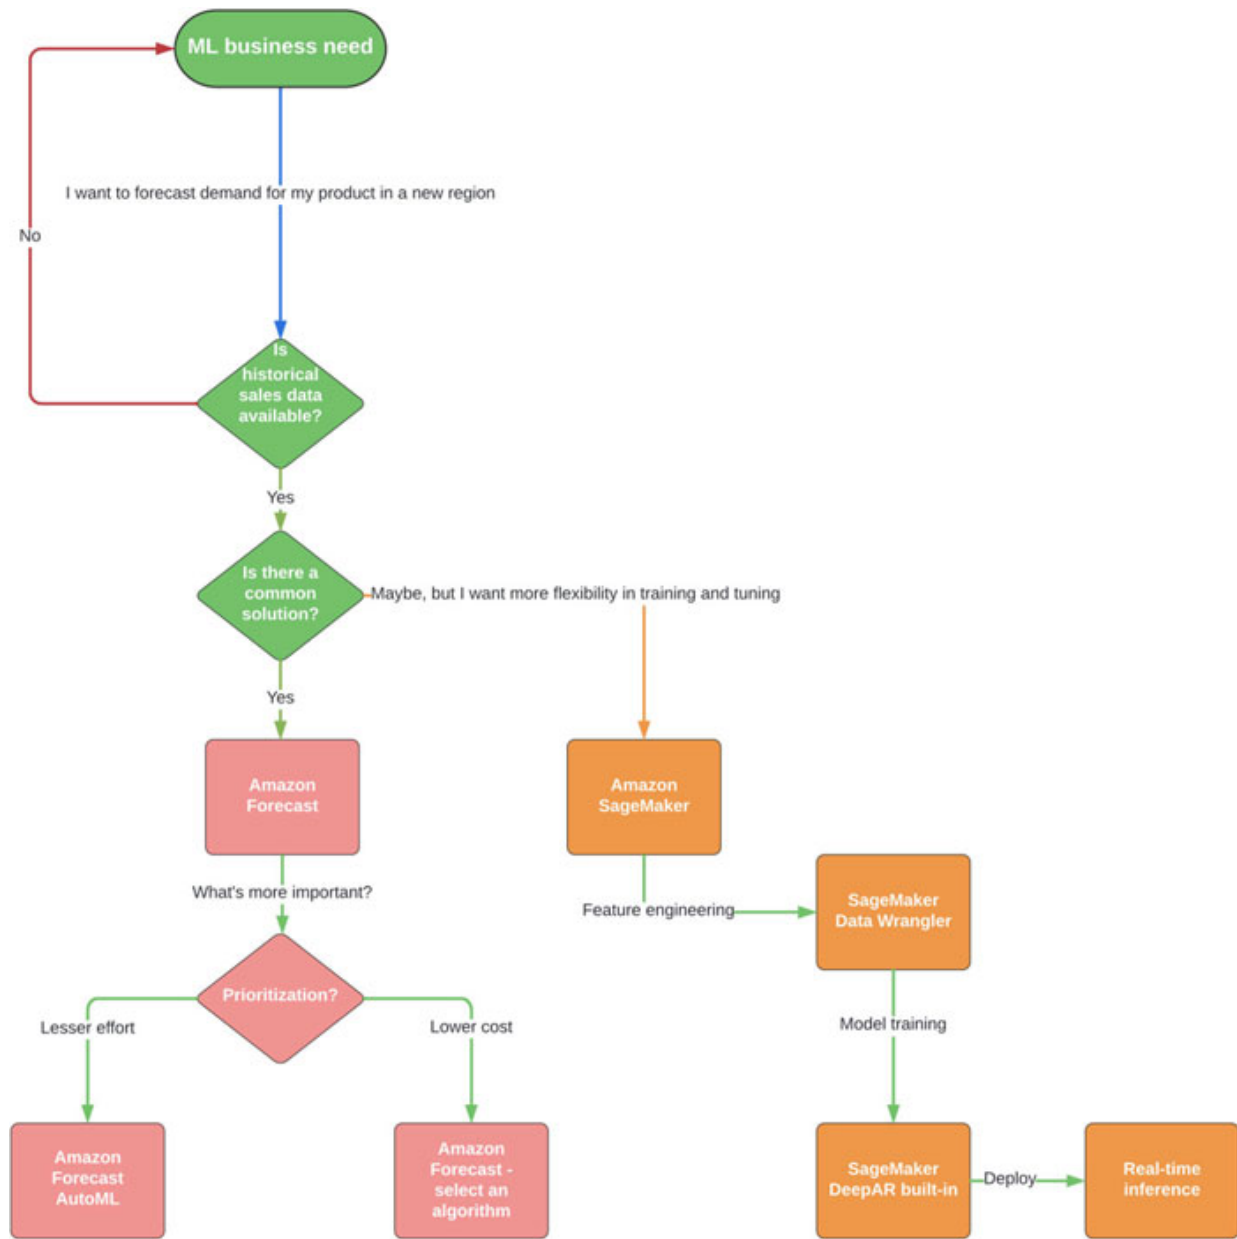 ML business need
I want to forecast demand for my product in a new region
No
Is
historical
sales data
available?
Yes
Is there a
common
solution?
Maybe, but I want more flexibility in training and tuning
Yes
Amazon
Forecast
Amazon
SageMaker
What's more important?
Feature engineering
SageMaker
Data Wrangler
Prioritization?
Lesser effort
Lower cost
Model training
Amazon
Forecast
AutoML
Amazon
Forecast -
select an
algorithm
SageMaker
DeepAR built-in
Deploy
Real-time
inference